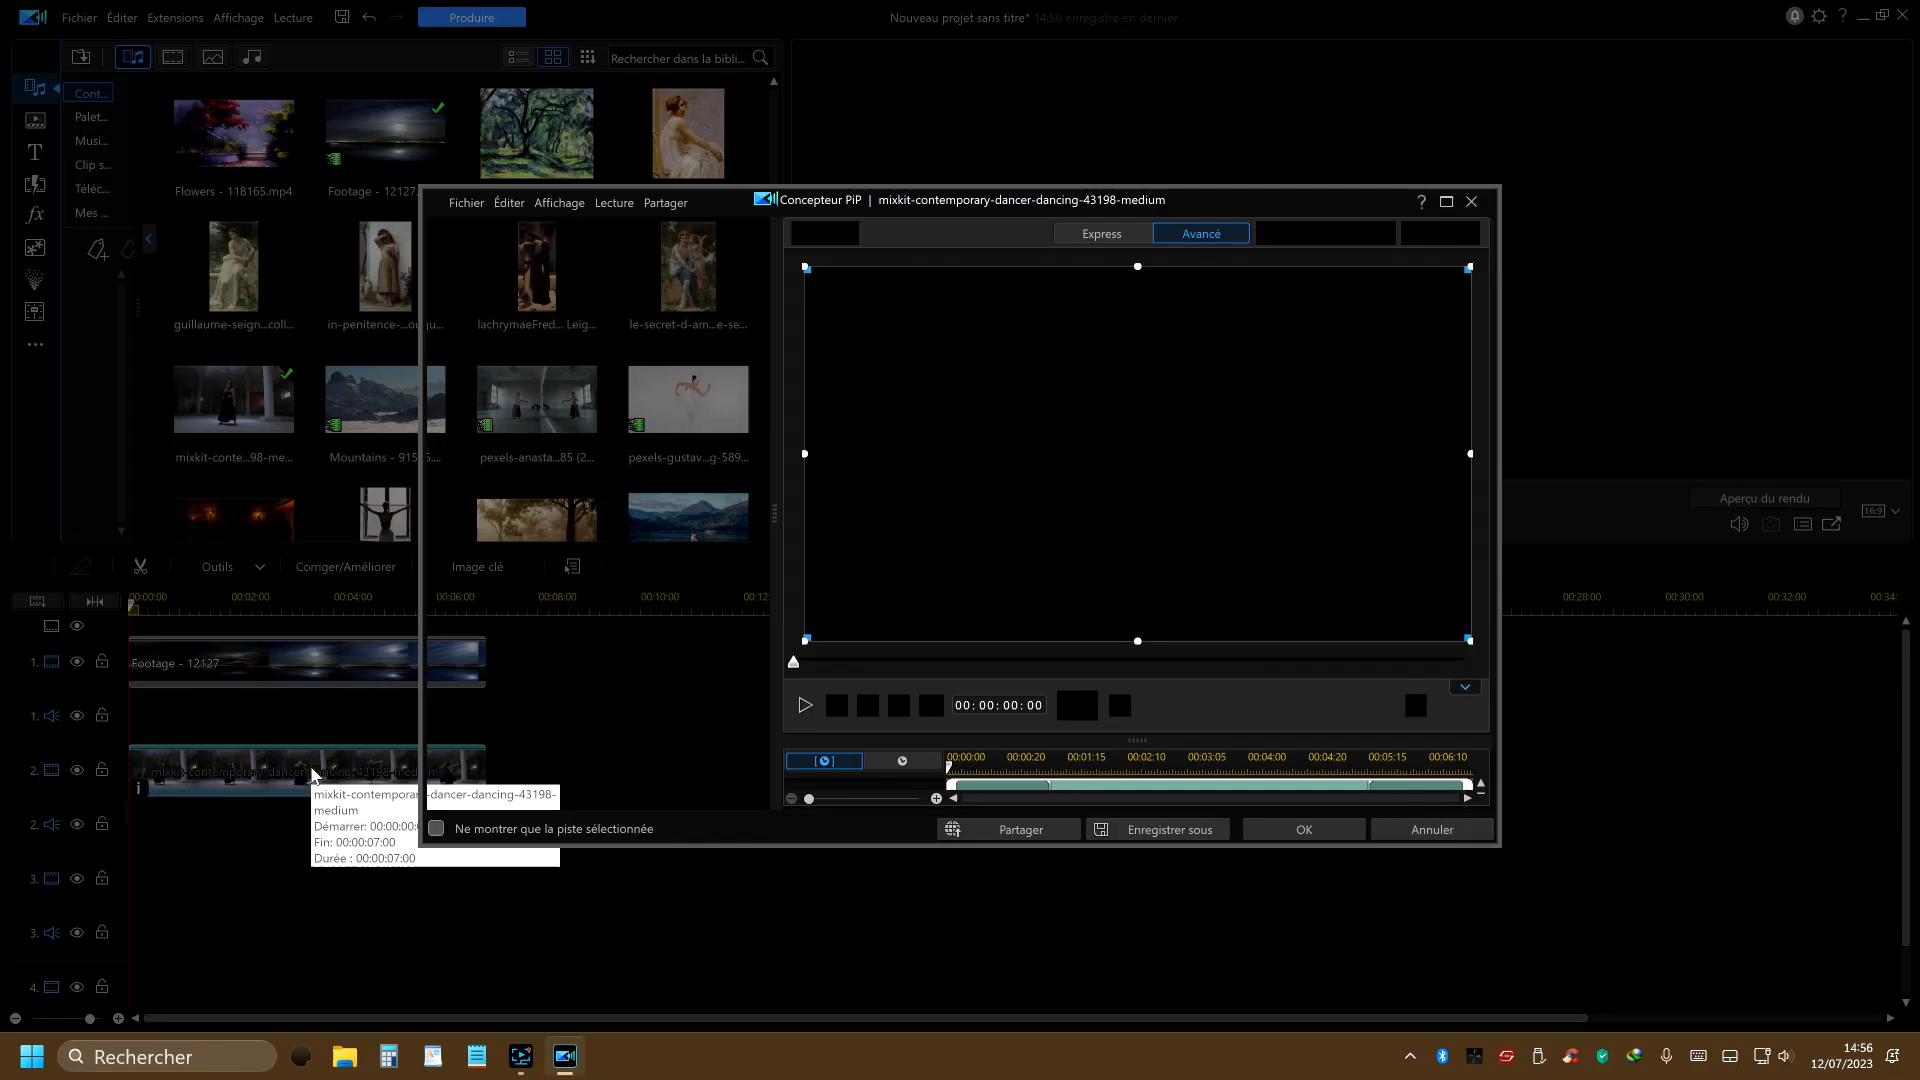 Fichier Éditer Extensions Affichage Lecture
Produire
Nouveau projet sans titre* 14:56 enregistré en dernier
Rechercher dans la bibli...
Cont...
Palet...
Musi...
Clip s...
Téléc...
Mes ...
Flowers - 118165.mp4
Footage - 12127.
guillaume-seign...coll...
in-penitence-...ou gu...
lachrymaeFred... Leig...
le-secret-d-am...e-se...
mixkit-conte...98-me...
Mountains - 915
pexels-anasta...85 (2...
pexels-gustav...g-589...
Fichier Éditer Affichage Lecture Partager
Concepteur PiP | mixkit-contemporary-dancer-dancing-43198-medium
Express
Avancé
00:00:00:00
00:00:00 00:00:20 00:01:15 00:02:10 00:03:05 00:04:00 00:04:20 00:05:15 00:06:10
Ne montrer que la piste sélectionnée
Partager
Enregistrer sous
OK
Annuler
Aperçu du rendu
16:9
Outils
Corriger/Améliorer
Image clé
00:00:00 00:02:00 00:04:00 00:06:00 00:08:00 00:10:00 00:12: 00:28:00 00:30:00 00:32:00 00:34:
1.
Footage - 12127
1.
2.
mixkit-contemporary-dancer-dancing-43198-medium
i
mixkit-contemporary-dancer-dancing-43198-
medium
Démarrer: 00:00:00:
Fin: 00:00:07:00
Durée : 00:00:07:00
2.
3.
3.
4.
Rechercher
14:56
12/07/2023